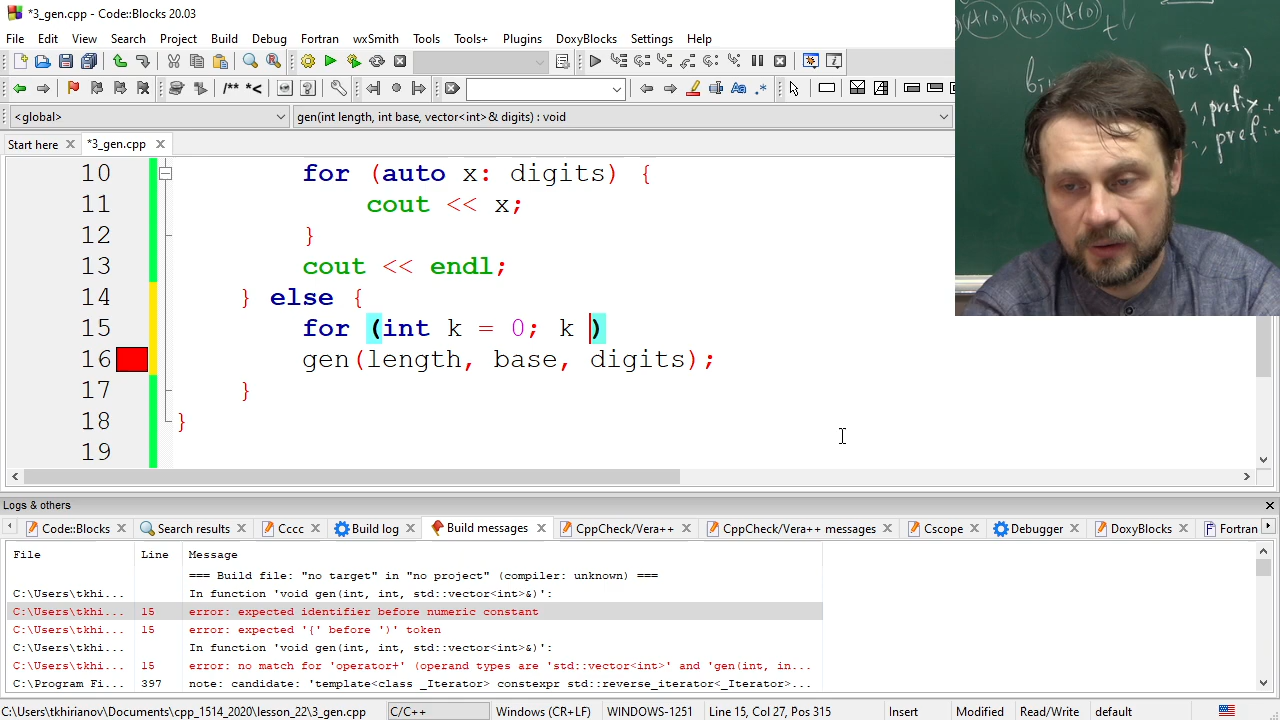 *3_gen.cpp - Code::Blocks 20.03
File Edit View Search Project Build Debug Fortran wxSmith Tools Tools+ Plugins DoxyBlocks Settings Help
/** *<
.*
<global>
gen(int length, int base, vector<int>& digits) : void
Start here
*3_gen.cpp
10 for (auto x: digits) {
11 cout << x;
12 }
13 cout << endl;
14 } else {
15 for (int k = 0; k )
16 gen(length, base, digits);
17 }
18 }
19
A(0) A(0) A(0)
prefix)
1, prefix +
, prefix
Logs & others
Code::Blocks Search results Cccc Build log Build messages CppCheck/Vera++ CppCheck/Vera++ messages Cscope Debugger DoxyBlocks Fortran
File Line Message
=== Build file: "no target" in "no project" (compiler: unknown) ===
C:\Users\tkhi... In function 'void gen(int, int, std::vector<int>&)':
C:\Users\tkhi... 15 error: expected identifier before numeric constant
C:\Users\tkhi... 15 error: expected '{' before ')' token
C:\Users\tkhi... In function 'void gen(int, int, std::vector<int>&)':
C:\Users\tkhi... 15 error: no match for 'operator+' (operand types are 'std::vector<int>' and 'gen(int, in...
C:\Program Fi... 397 note: candidate: 'template<class _Iterator> constexpr std::reverse_iterator<_Iterator>...
C:\Users\tkhirianov\Documents\cpp_1514_2020\lesson_22\3_gen.cpp C/C++ Windows (CR+LF) WINDOWS-1251 Line 15, Col 27, Pos 315 Insert Modified Read/Write default